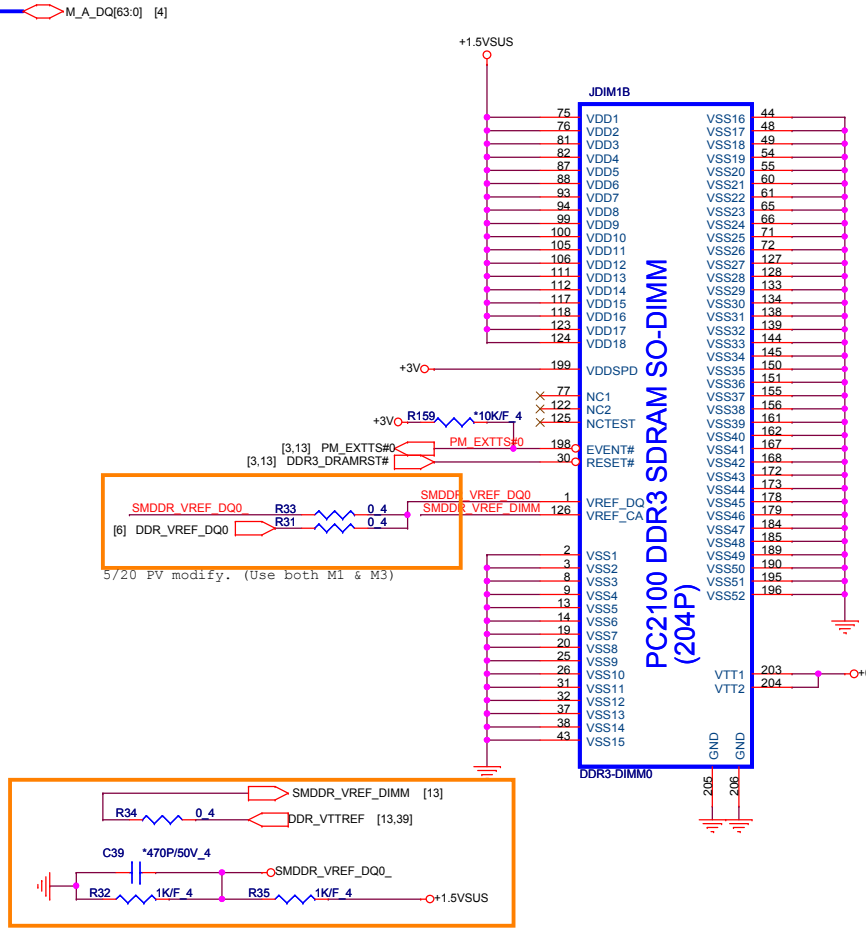 M_A_DQ[63:0] [4]
+1.5VSUS
JDIM1B
75 VDD1 VSS16 44
76 VDD2 VSS17 48
81 VDD3 VSS18 49
82 VDD4 VSS19 54
87 VDD5 VSS20 55
88 VDD6 VSS21 60
93 VDD7 VSS22 61
94 VDD8 VSS23 65
99 VDD9 VSS24 66
100 VDD10 VSS25 71
105 VDD11 VSS26 72
106 VDD12 VSS27 127
111 VDD13 VSS28 128
112 VDD14 VSS29 133
117 VDD15 VSS30 134
118 VDD16 VSS31 138
123 VDD17 VSS32 139
124 VDD18 VSS33 144
VSS34 145
+3V 199 VDDSPD VSS35 150
VSS36 151
77 NC1 VSS37 155
122 NC2 VSS38 156
+3V R159 *10K/F_4 125 NCTEST VSS39 161
VSS40 162
[3,13] PM_EXTTS#0 PM_EXTTS#0 198 EVENT# VSS41 167
[3,13] DDR3_DRAMRST# 30 RESET# VSS42 168
VSS43 172
VSS44 173
SMDDR_VREF_DQ0_ R33 0_4 SMDDR_VREF_DQ0 1 VREF_DQ VSS45 178
[6] DDR_VREF_DQ0 R31 0_4 SMDDR_VREF_DIMM 126 VREF_CA VSS46 179
VSS47 184
VSS48 185
2 VSS1 VSS49 189
3 VSS2 VSS50 190
8 VSS3 VSS51 195
9 VSS4 VSS52 196
5/20 PV modify. (Use both M1 & M3)
13 VSS5
14 VSS6
19 VSS7
20 VSS8
25 VSS9
26 VSS10 VTT1 203
31 VSS11 VTT2 204
32 VSS12
37 VSS13
38 VSS14
43 VSS15
PC2100 DDR3 SDRAM SO-DIMM
(204P)
GND GND
205 206
DDR3-DIMM0
SMDDR_VREF_DIMM [13]
R34 0_4 DDR_VTTREF [13,39]
C39 *470P/50V_4
SMDDR_VREF_DQ0_
R32 1K/F_4 R35 1K/F_4 +1.5VSUS